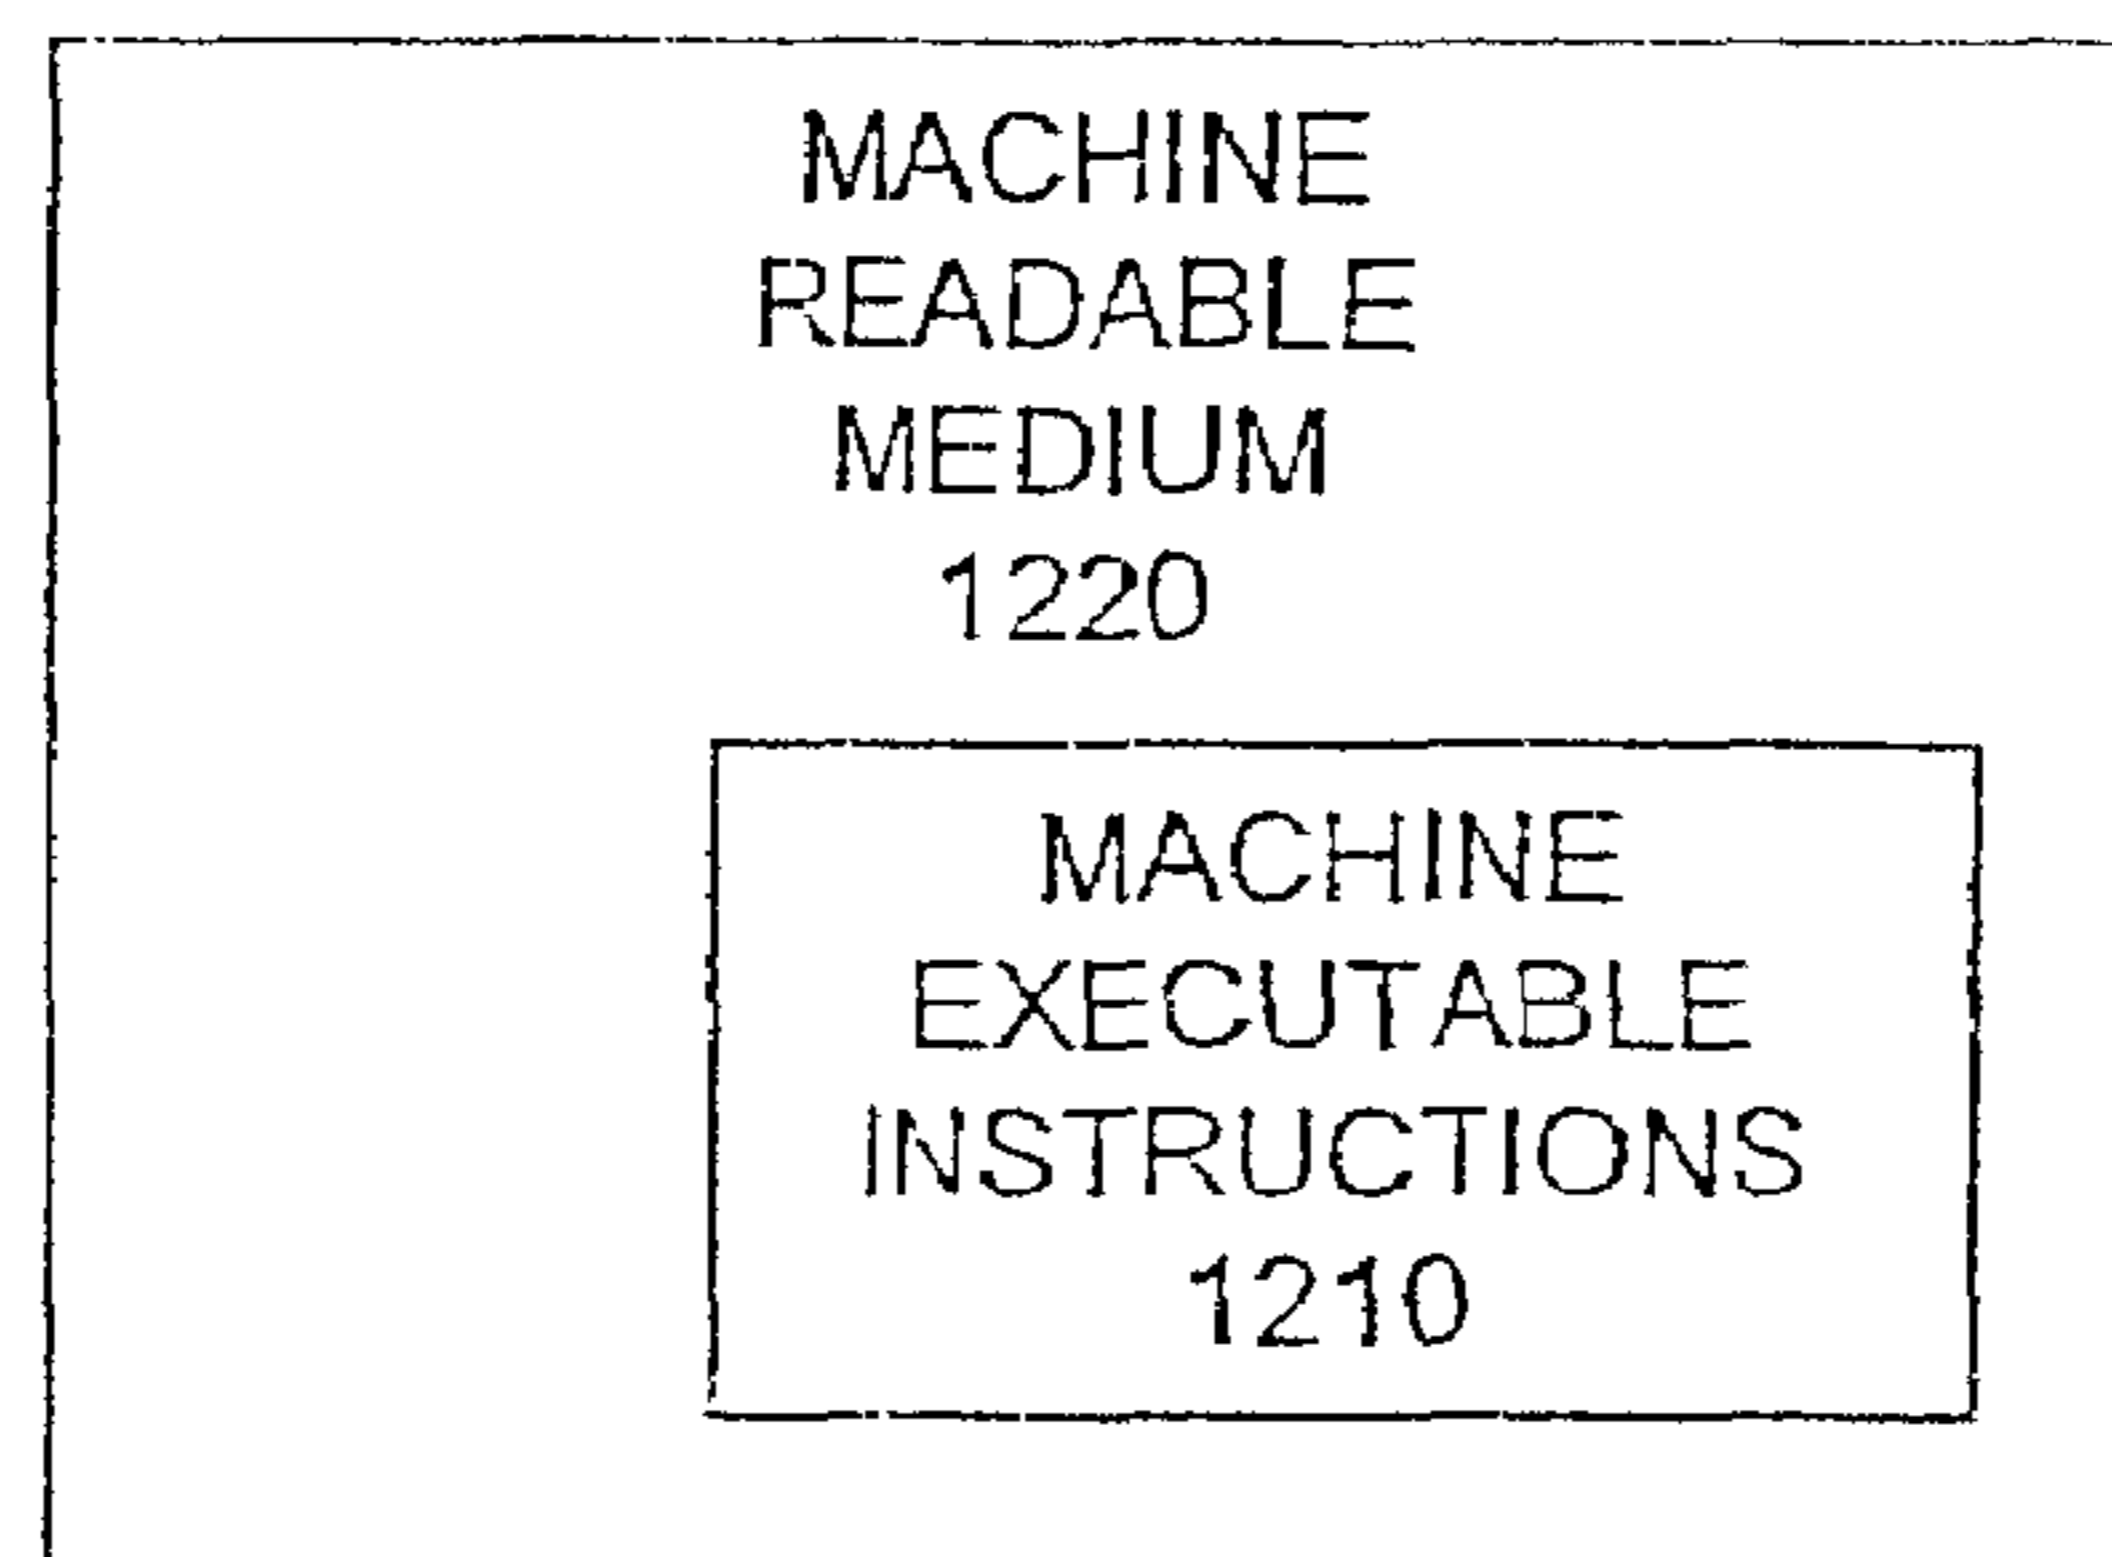 MACHINE
READABLE
MEDIUM
1220
MACHINE
EXECUTABLE
INSTRUCTIONS
1210